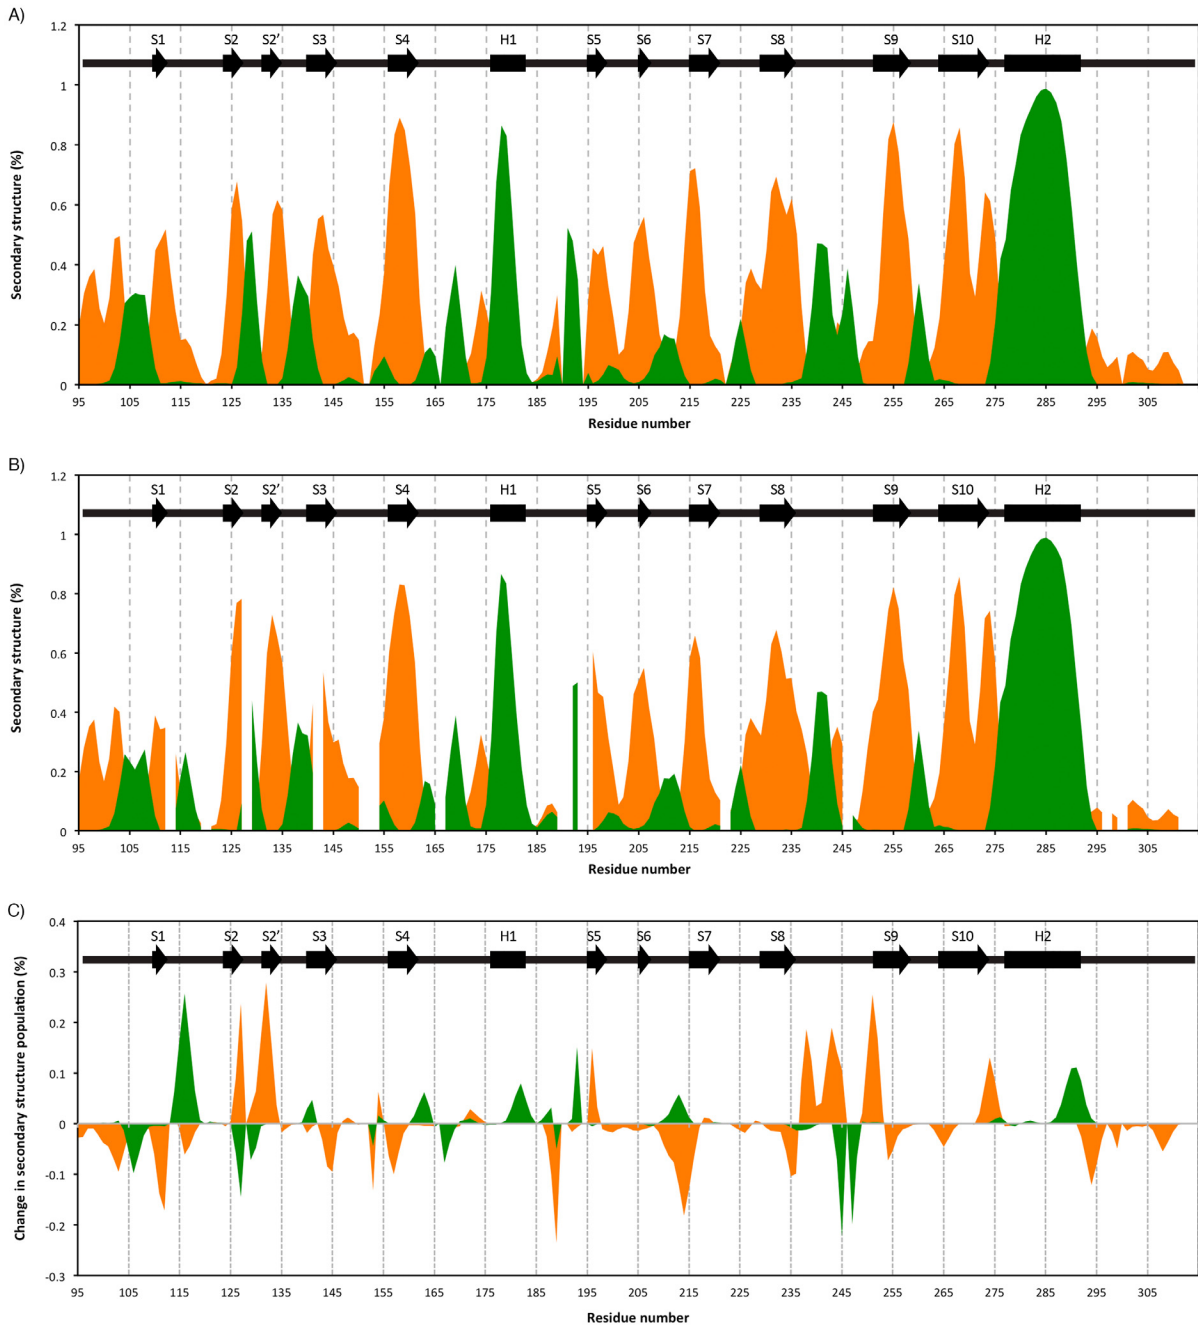 A)
Secondary structure (%)
1.2
1
0.8
0.6
0.4
0.2
0
S1 S2 S2' S3 S4 H1 S5 S6 S7 S8 S9 S10 H2
95 105 115 125 135 145 155 165 175 185 195 205 215 225 235 245 255 265 275 285 295 305
Residue number
B)
Secondary structure (%)
1.2
1
0.8
0.6
0.4
0.2
0
S1 S2 S2' S3 S4 H1 S5 S6 S7 S8 S9 S10 H2
95 105 115 125 135 145 155 165 175 185 195 205 215 225 235 245 255 265 275 285 295 305
Residue number
C)
Change in secondary structure population (%)
0.4
0.3
0.2
0.1
0
-0.1
-0.2
-0.3
S1 S2 S2' S3 S4 H1 S5 S6 S7 S8 S9 S10 H2
95 105 115 125 135 145 155 165 175 185 195 205 215 225 235 245 255 265 275 285 295 305
Residue number